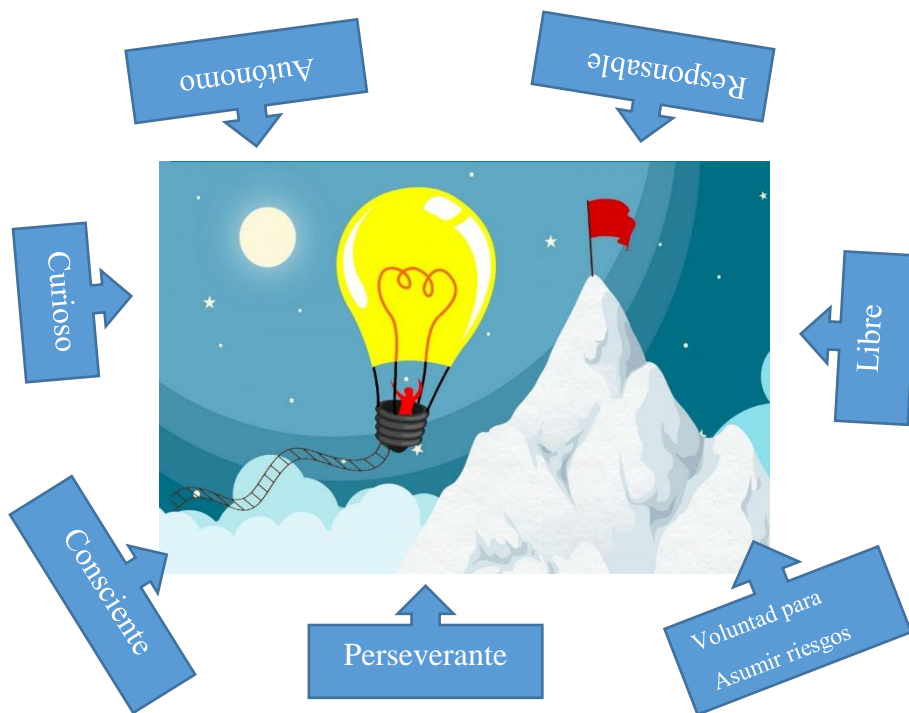 Autónomo
Responsable
Curioso
Libre
Consciente
Perseverante
Voluntad para
Asumir riesgos